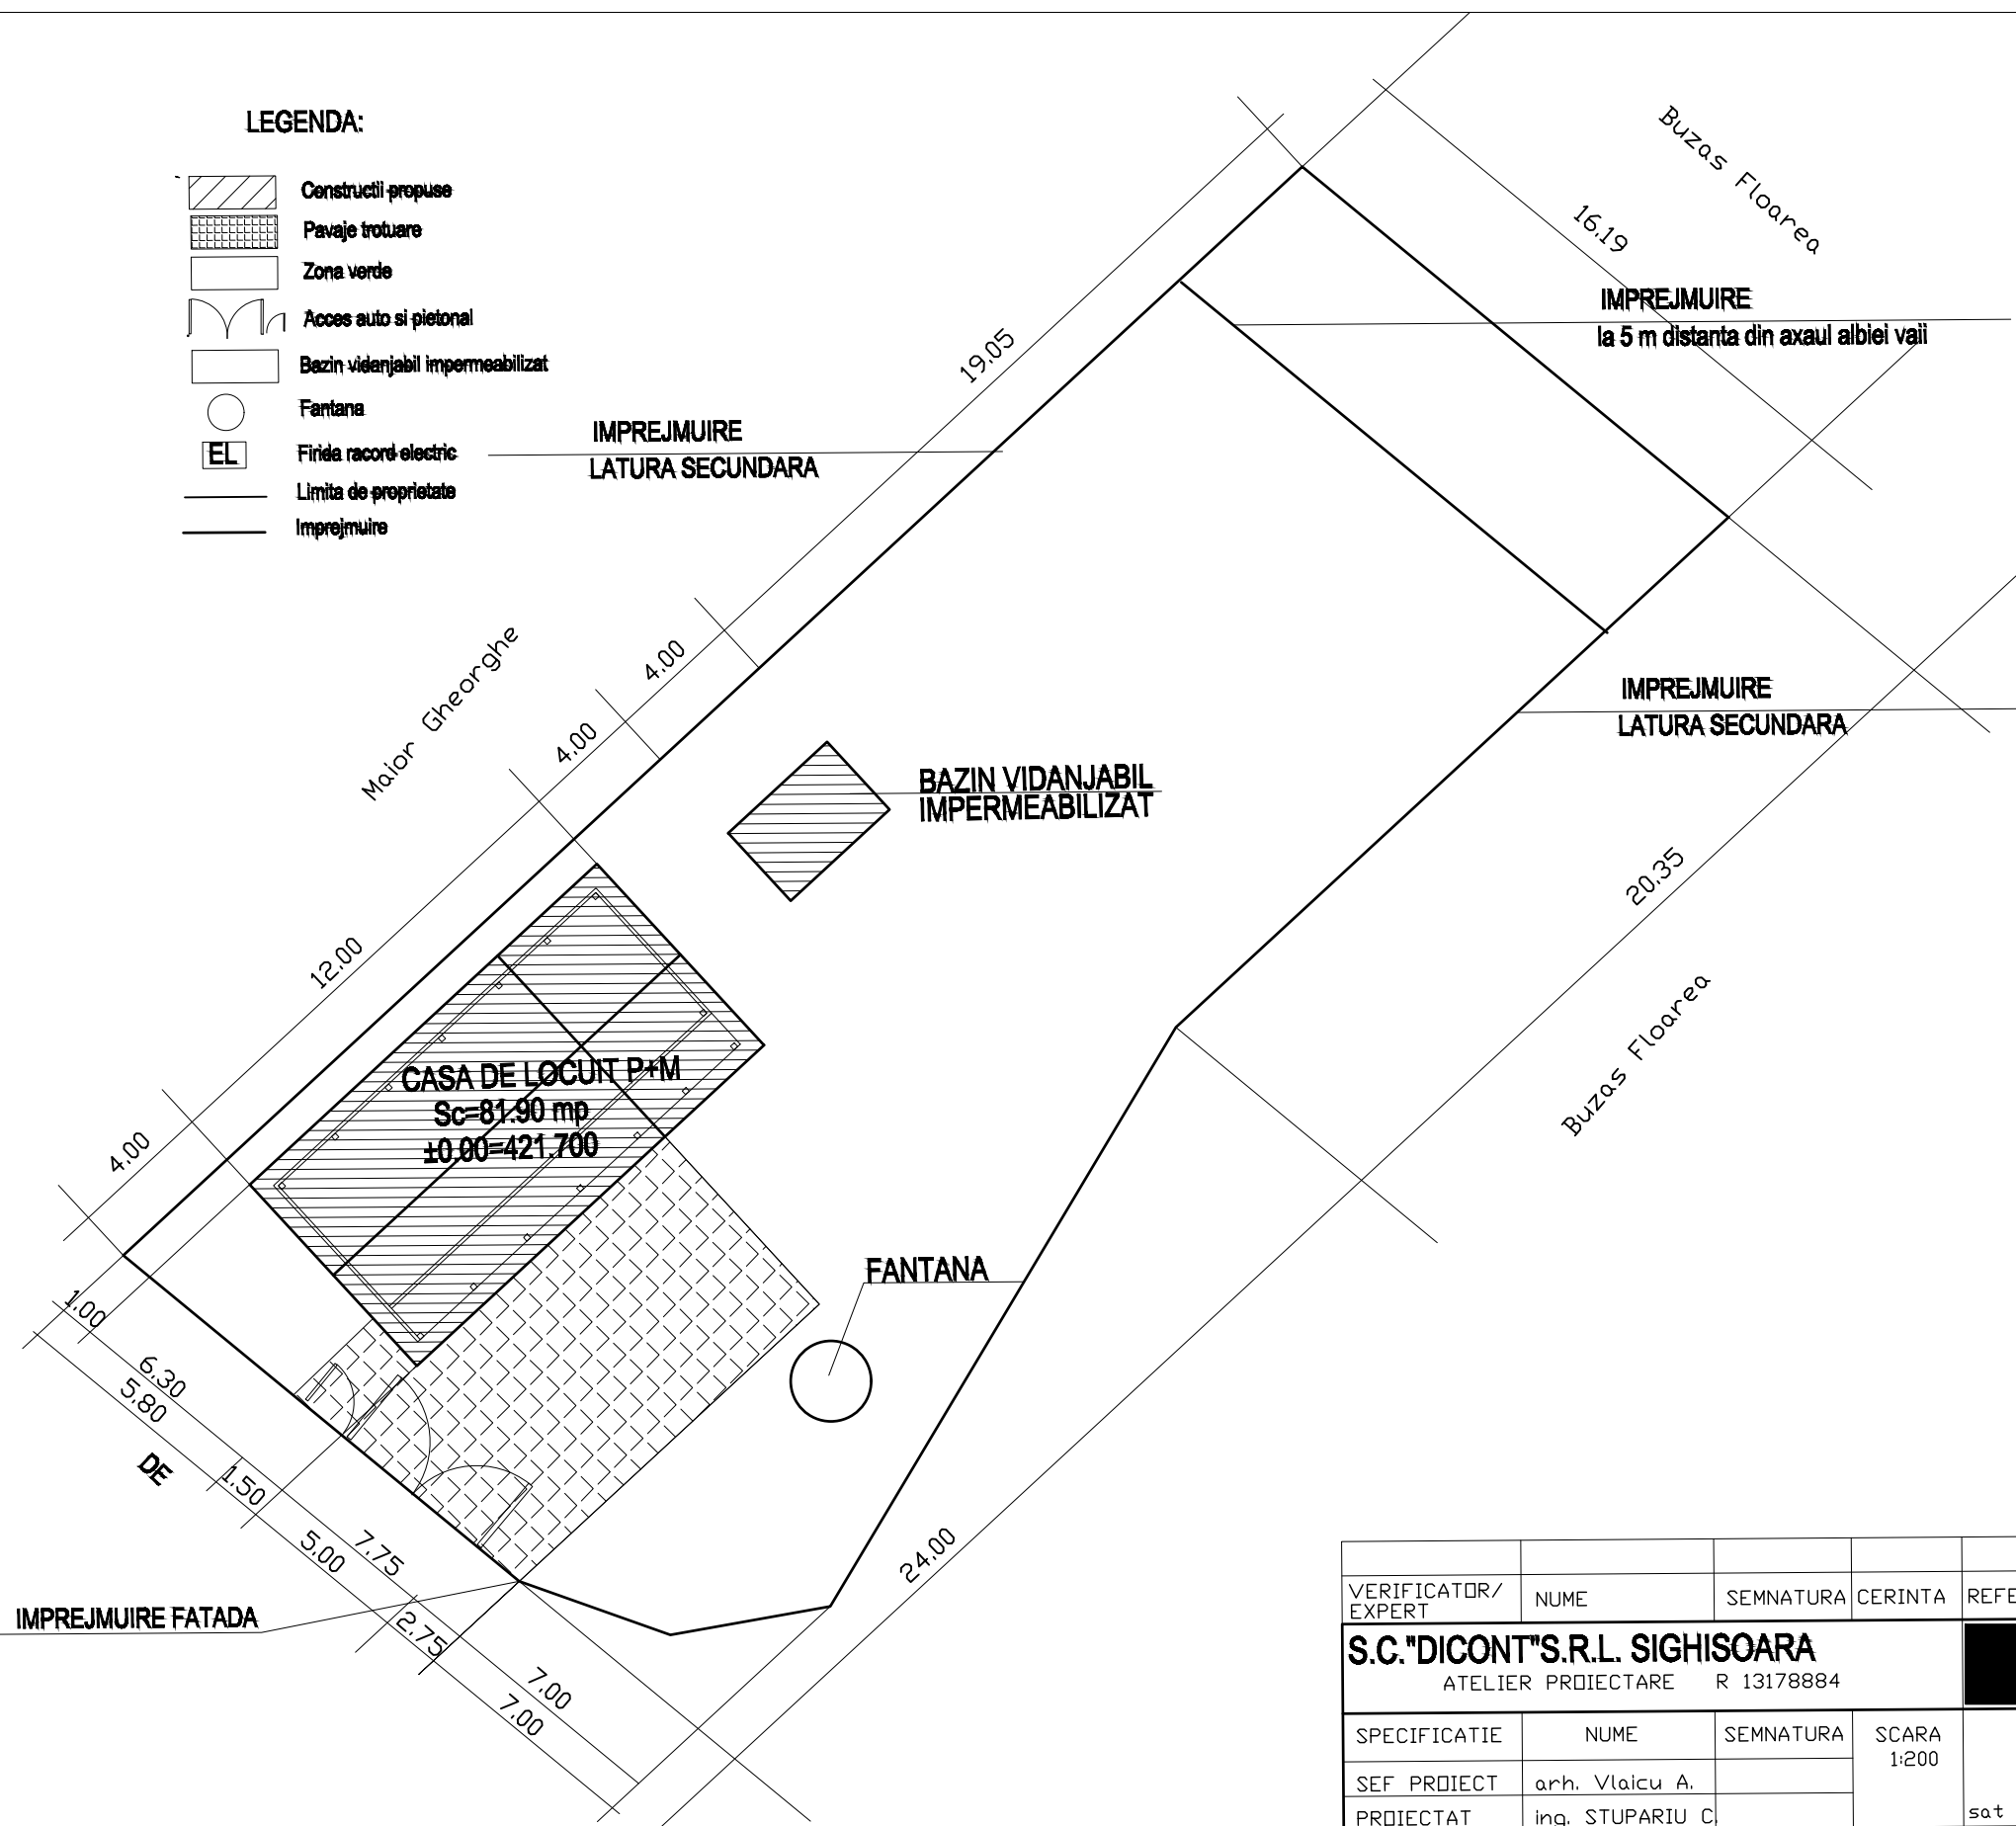 LEGENDA:
Constructii propuse
Pavaje trotuare
Zona verde
Acces auto si pietonal
Bazin vidanjabil impermeabilizat
Fantana
EL Firida racord electric
Limita de proprietate
Imprejmuire
IMPREJMUIRE
LATURA SECUNDARA
Buzas Floarea
16.19
IMPREJMUIRE
la 5 m distanta din axaul albiei vaii
19.05
Maior Gheorghe
4.00
4.00
12.00
4.00
IMPREJMUIRE
LATURA SECUNDARA
BAZIN VIDANJABIL
IMPERMEABILIZAT
20.35
Buzas Floarea
CASA DE LOCUIT P+M
Sc=81.90 mp
±0.00=421.700
FANTANA
1.00
6.30
5.80
DE
1.50
7.75
5.00
2.75
7.00
7.00
24.00
IMPREJMUIRE FATADA
VERIFICATOR/
EXPERT
NUME
SEMNATURA
CERINTA
REFE
S.C."DICONT"S.R.L. SIGHISOARA
ATELIER PROIECTARE R 13178884
SPECIFICATIE
NUME
SEMNATURA
SCARA
1:200
SEF PROIECT
arh. Vlaicu A.
PROIECTAT
ing. STUPARIU C.
sat